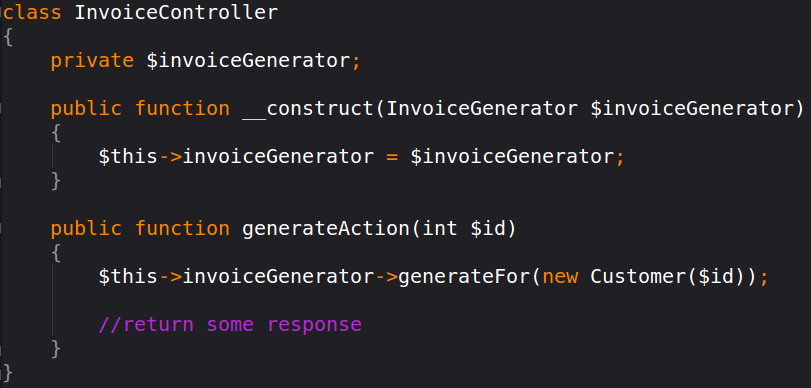 class InvoiceController
{
    private $invoiceGenerator;

    public function __construct(InvoiceGenerator $invoiceGenerator)
    {
        $this->invoiceGenerator = $invoiceGenerator;
    }

    public function generateAction(int $id)
    {
        $this->invoiceGenerator->generateFor(new Customer($id));

        //return some response
    }
}